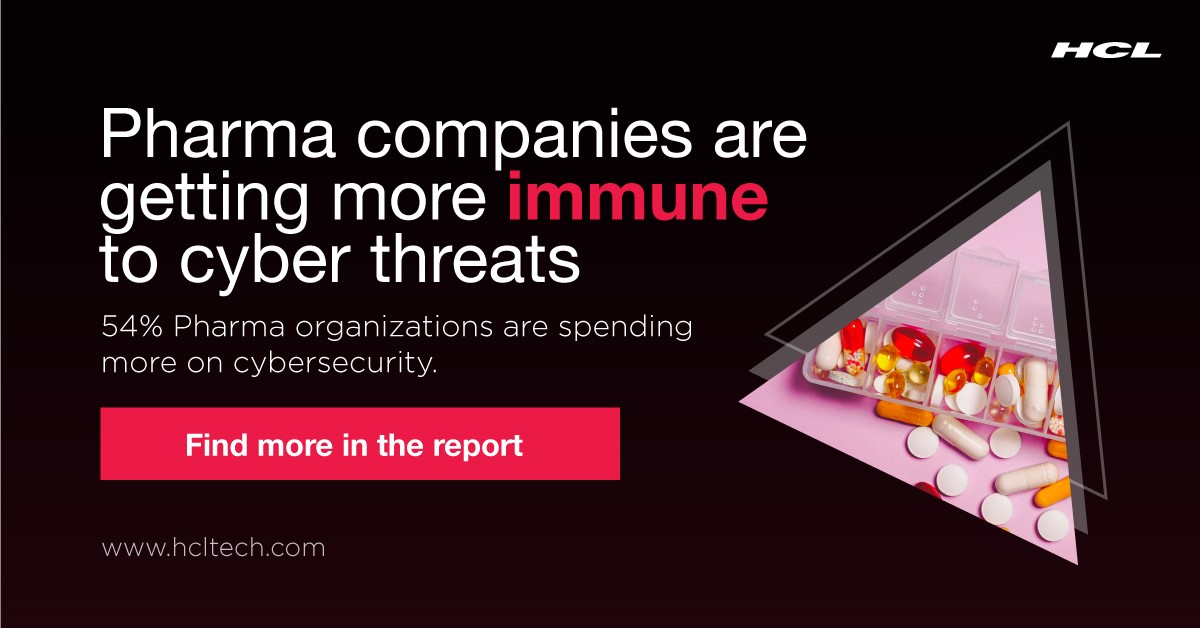 HCL
Pharma companies are
getting more immune
to cyber threats
54% Pharma organizations are spending
more on cybersecurity.
Find more in the report
www.hcltech.com